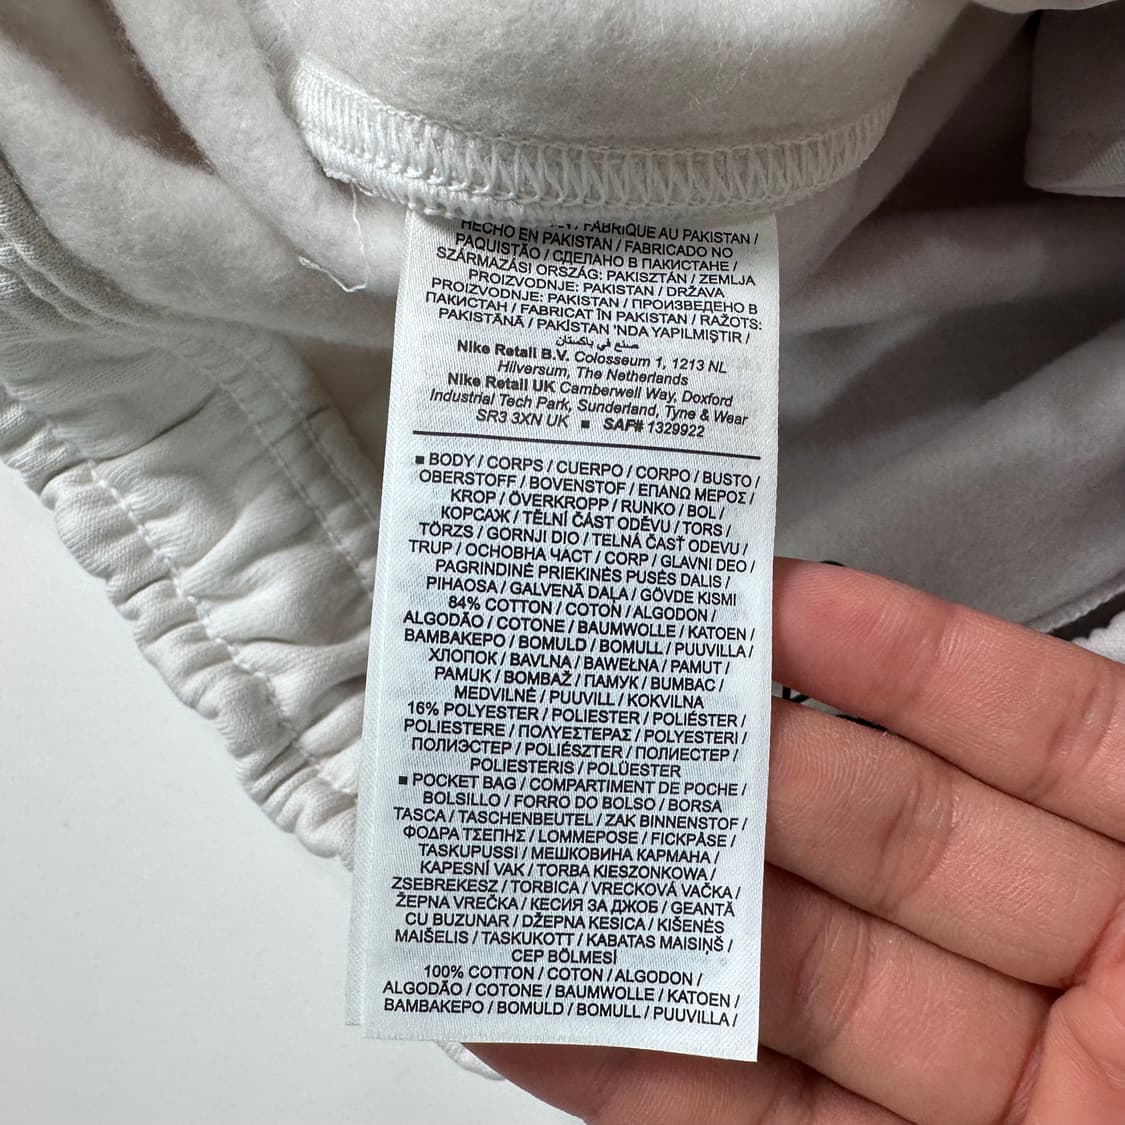 FABRIQUÉ AU PAKISTAN /
HECHO EN PAKISTAN / FABRICADO NO
PAQUISTÃO / СДЕЛАНО В ПАКИСТАНЕ /
SZÁRMAZÁSI ORSZÁG: PAKISZTÁN / ZEMLJA
PROIZVODNJE: PAKISTAN / DRŽAVA
PROIZVODNJE: PAKISTAN / ПРОИЗВЕДЕНО В
ПАКИСТАН / FABRICAT ÎN PAKISTAN / RAŽOTS:
PAKISTĀNĀ / PAKİSTAN 'NDA YAPILMIŞTIR /
صنع في باكستان
Nike Retail B.V. Colosseum 1, 1213 NL
Hilversum, The Netherlands
Nike Retail UK Camberwell Way, Doxford
Industrial Tech Park, Sunderland, Tyne & Wear
SR3 3XN UK ■ SAF# 1329922
■ BODY / CORPS / CUERPO / CORPO / BUSTO /
OBERSTOFF / BOVENSTOF / ΕΠΑΝΩ ΜΕΡΟΣ /
KROP / ÖVERKROPP / RUNKO / BOL /
КОРСАЖ / TĚLNÍ ČÁST ODĚVU / TORS /
TÖRZS / GORNJI DIO / TELNÁ ČASŤ ODEVU /
TRUP / ОСНОВНА ЧАСТ / CORP / GLAVNI DEO /
PAGRINDINĖ PRIEKINĖS PUSĖS DALIS /
PIHAOSA / GALVENĀ DAĻA / GÖVDE KISMI
84% COTTON / COTON / ALGODON /
ALGODÃO / COTONE / BAUMWOLLE / KATOEN /
ΒΑΜΒΑΚΕΡΟ / BOMULD / BOMULL / PUUVILLA /
ХЛОПОК / BAVLNA / BAWEŁNA / PAMUT /
PAMUK / BOMBAŽ / ПАМУК / BUMBAC /
MEDVILNĖ / PUUVILL / KOKVILNA
16% POLYESTER / POLIESTER / POLIÉSTER /
POLIESTERE / ΠΟΛΥΕΣΤΕΡΑΣ / POLYESTERI /
ПОЛИЭСТЕР / POLIÉSZTER / ПОЛИЕСТЕР /
POLIESTERIS / POLÜESTER
■ POCKET BAG / COMPARTIMENT DE POCHE /
BOLSILLO / FORRO DO BOLSO / BORSA
TASCA / TASCHENBEUTEL / ZAK BINNENSTOF /
ΦΟΔΡΑ ΤΣΕΠΗΣ / LOMMEPOSE / FICKPÅSE /
TASKUPUSSI / МЕШКОВИНА КАРМАНА /
KAPESNÍ VAK / TORBA KIESZONKOWA /
ZSEBREKESZ / TORBICA / VRECKOVÁ VAČKA /
ŽEPNA VREČKA / КЕСИЯ ЗА ДЖОБ / GEANTĂ
CU BUZUNAR / DŽEPNA KESICA / KIŠENĖS
MAIŠELIS / TASKUKOTT / KABATAS MAISIŅŠ /
CEP BÖLMESİ
100% COTTON / COTON / ALGODON /
ALGODÃO / COTONE / BAUMWOLLE / KATOEN /
ΒΑΜΒΑΚΕΡΟ / BOMULD / BOMULL / PUUVILLA /